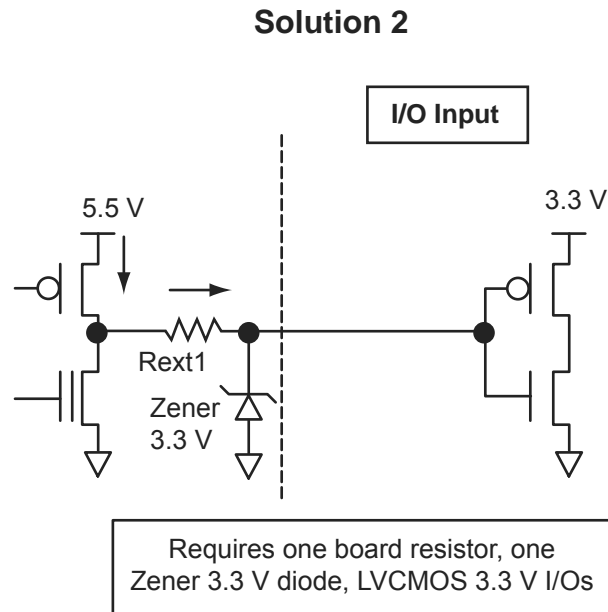 Solution 2
I/O Input
5.5 V
3.3 V
Rext1
Zener
3.3 V
Requires one board resistor, one
Zener 3.3 V diode, LVCMOS 3.3 V I/Os